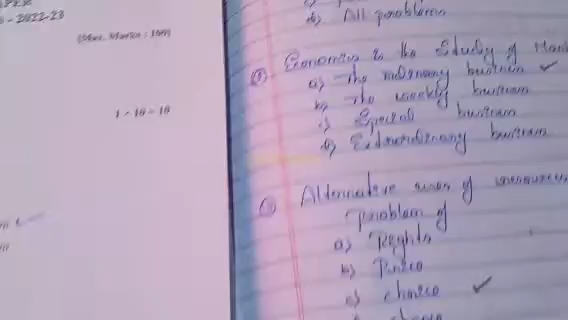 - 2022-23
(Max. Marks : 100)
1 × 10 = 10
d) All problems
Economics is the Study of Man
a) The ordinary business ✓
b) The weekly business
c) Special business
d) Extraordinary business
Alternative uses of
problem of
a) Rights
b) Price
c) choice ✓